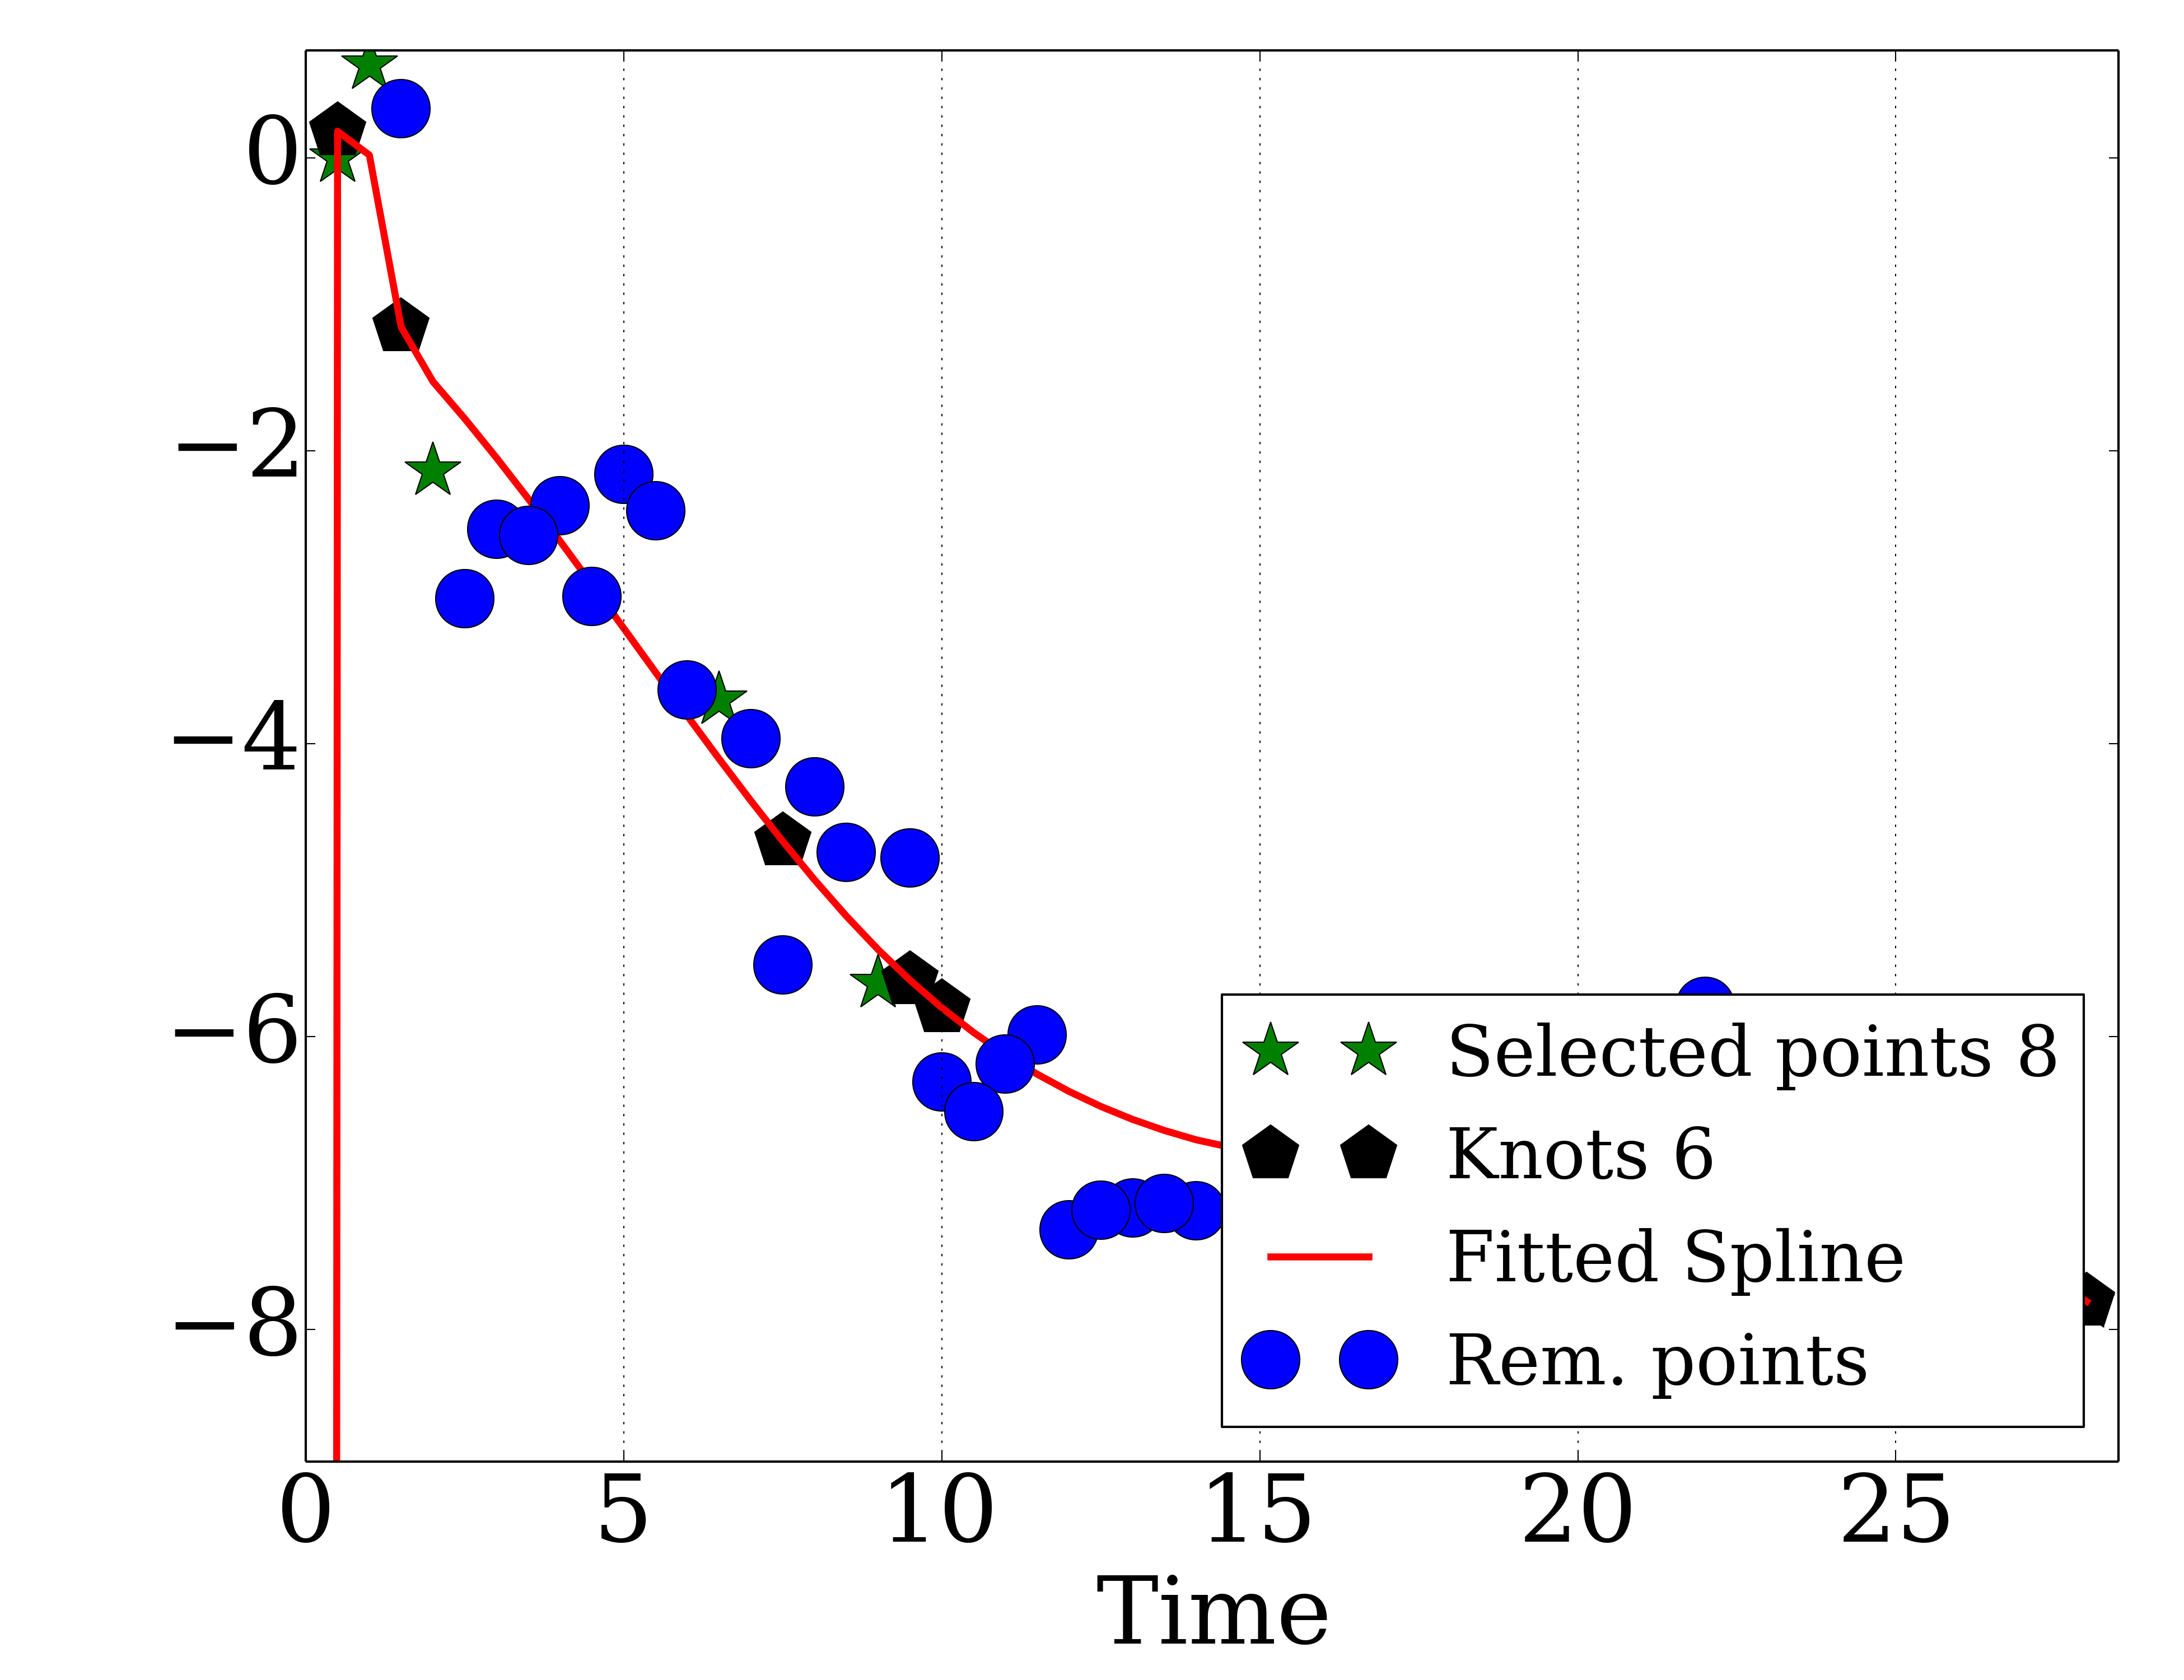 0
−2
−4
−6
−8
Selected points 8
Knots 6
Fitted Spline
Rem. points
0 5 10 15 20 25
Time